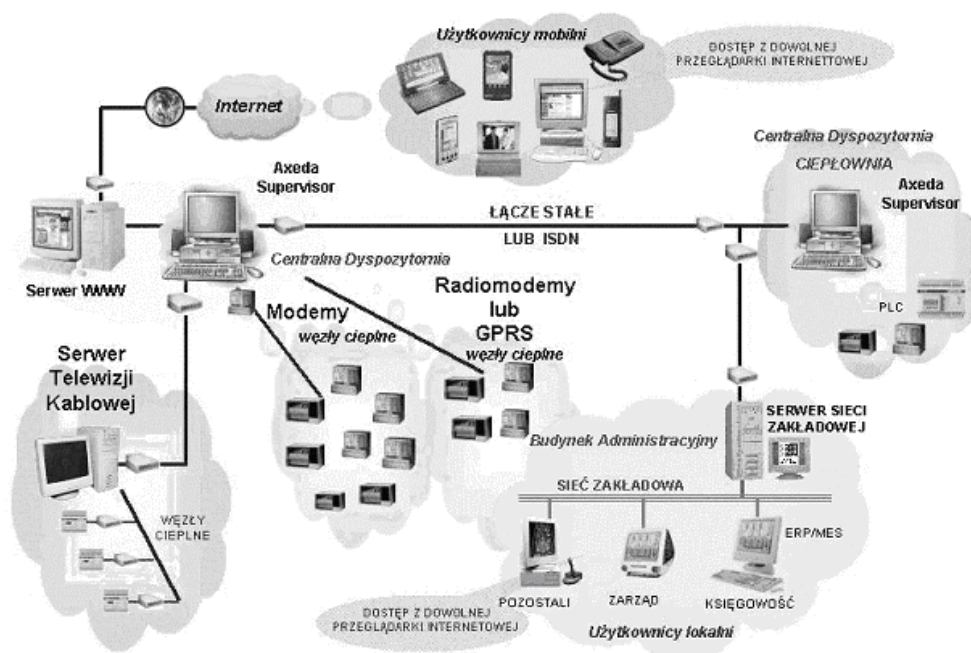 Użytkownicy mobilni
DOSTĘP Z DOWOLNEJ
PRZEGLĄDARKI INTERNETTOWEJ
Internet
Centralna Dyspozytornia
CIEPŁOWNIA
Axeda
Supervisor
Axeda
Supervisor
ŁĄCZE STAŁE
LUB ISDN
Serwer WWW
Centralna Dyspozytornia
Radiomodemy
lub
GPRS
węzły cieplne
Modemy
węzły cieplne
PLC
Serwer
Telewizji
Kablowej
SERWER SIECI
ZAKŁADOWEJ
Budynek Administracyjny
SIEĆ ZAKŁADOWA
WĘZŁY
CIEPLNE
ERP/MES
POZOSTALI
ZARZĄD
KSIĘGOWOŚĆ
DOSTĘP Z DOWOLNEJ
PRZEGLĄDARKI INTERNETOWEJ
Użytkownicy lokalni